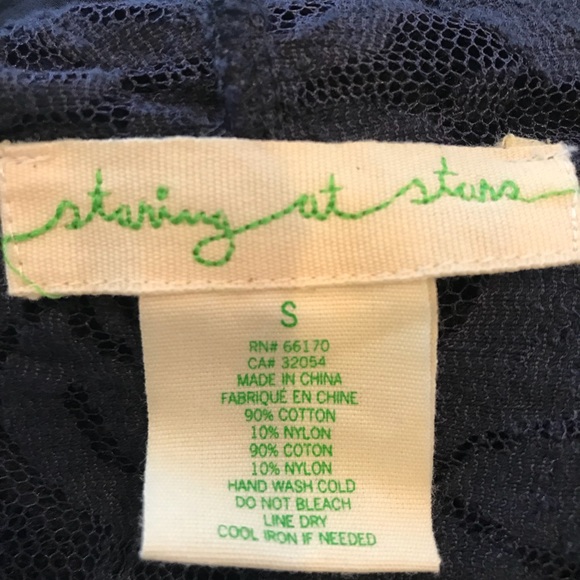 staring at stars
S
RN# 66170
CA# 32054
MADE IN CHINA
FABRIQUÉ EN CHINE
90% COTTON
10% NYLON
90% COTON
10% NYLON
HAND WASH COLD
DO NOT BLEACH
LINE DRY
COOL IRON IF NEEDED